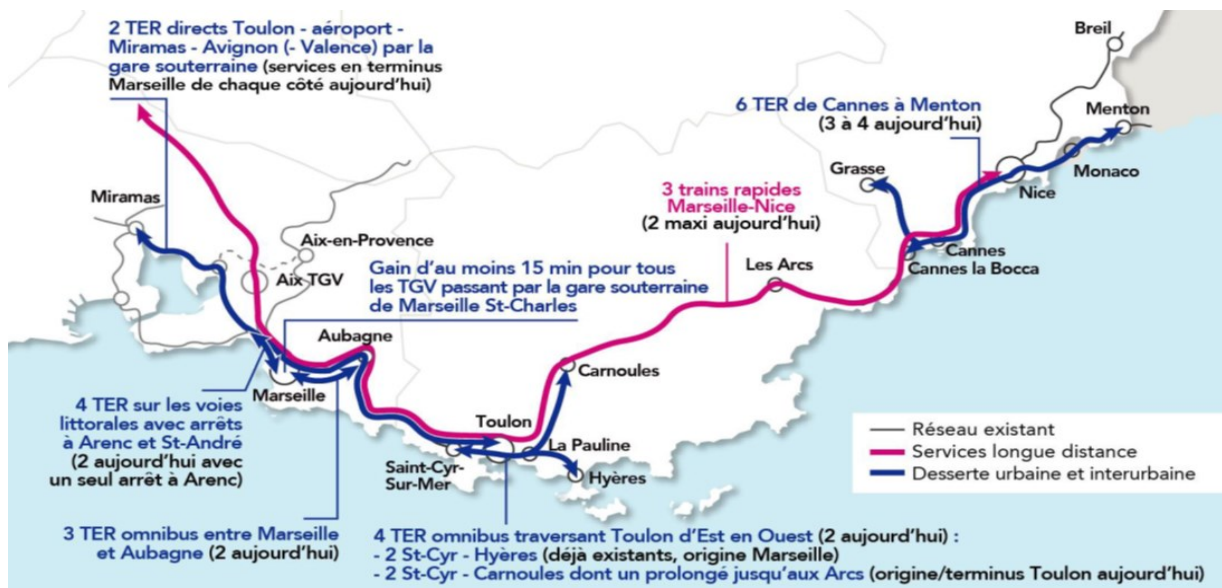 2 TER directs Toulon - aéroport -
Miramas - Avignon (- Valence) par la
gare souterraine (services en terminus
Marseille de chaque côté aujourd'hui)
Breil
6 TER de Cannes à Menton
(3 à 4 aujourd'hui)
Menton
Monaco
Nice
Grasse
Cannes
Cannes la Bocca
3 trains rapides
Marseille-Nice
(2 maxi aujourd'hui)
Les Arcs
Miramas
Aix-en-Provence
Aix TGV
Gain d'au moins 15 min pour tous
les TGV passant par la gare souterraine
de Marseille St-Charles
Aubagne
Marseille
Carnoules
Toulon
La Pauline
Saint-Cyr-
Sur-Mer
Hyères
4 TER sur les voies
littorales avec arrêts
à Arenc et St-André
(2 aujourd'hui avec
un seul arrêt à Arenc)
3 TER omnibus entre Marseille
et Aubagne (2 aujourd'hui)
4 TER omnibus traversant Toulon d'Est en Ouest (2 aujourd'hui) :
- 2 St-Cyr - Hyères (déjà existants, origine Marseille)
- 2 St-Cyr - Carnoules dont un prolongé jusqu'aux Arcs (origine/terminus Toulon aujourd'hui)
Réseau existant
Services longue distance
Desserte urbaine et interurbaine